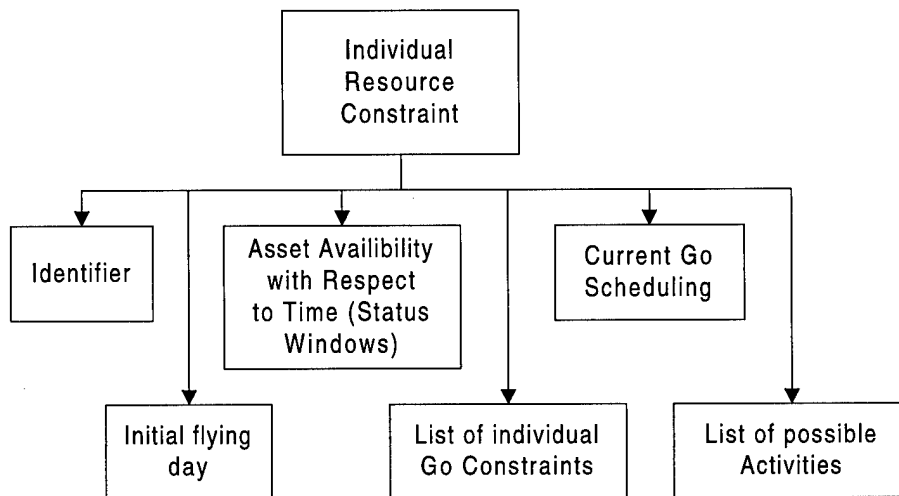 Individual
Resource
Constraint
Identifier
Asset Availibility
with Respect
to Time (Status
Windows)
Current Go
Scheduling
Initial flying
day
List of individual
Go Constraints
List of possible
Activities